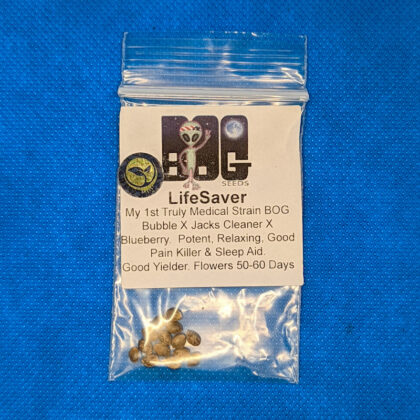 BOG
SEEDS
LifeSaver
My 1st Truly Medical Strain BOG
Bubble X Jacks Cleaner X
Blueberry. Potent, Relaxing, Good
Pain Killer & Sleep Aid.
Good Yielder. Flowers 50-60 Days